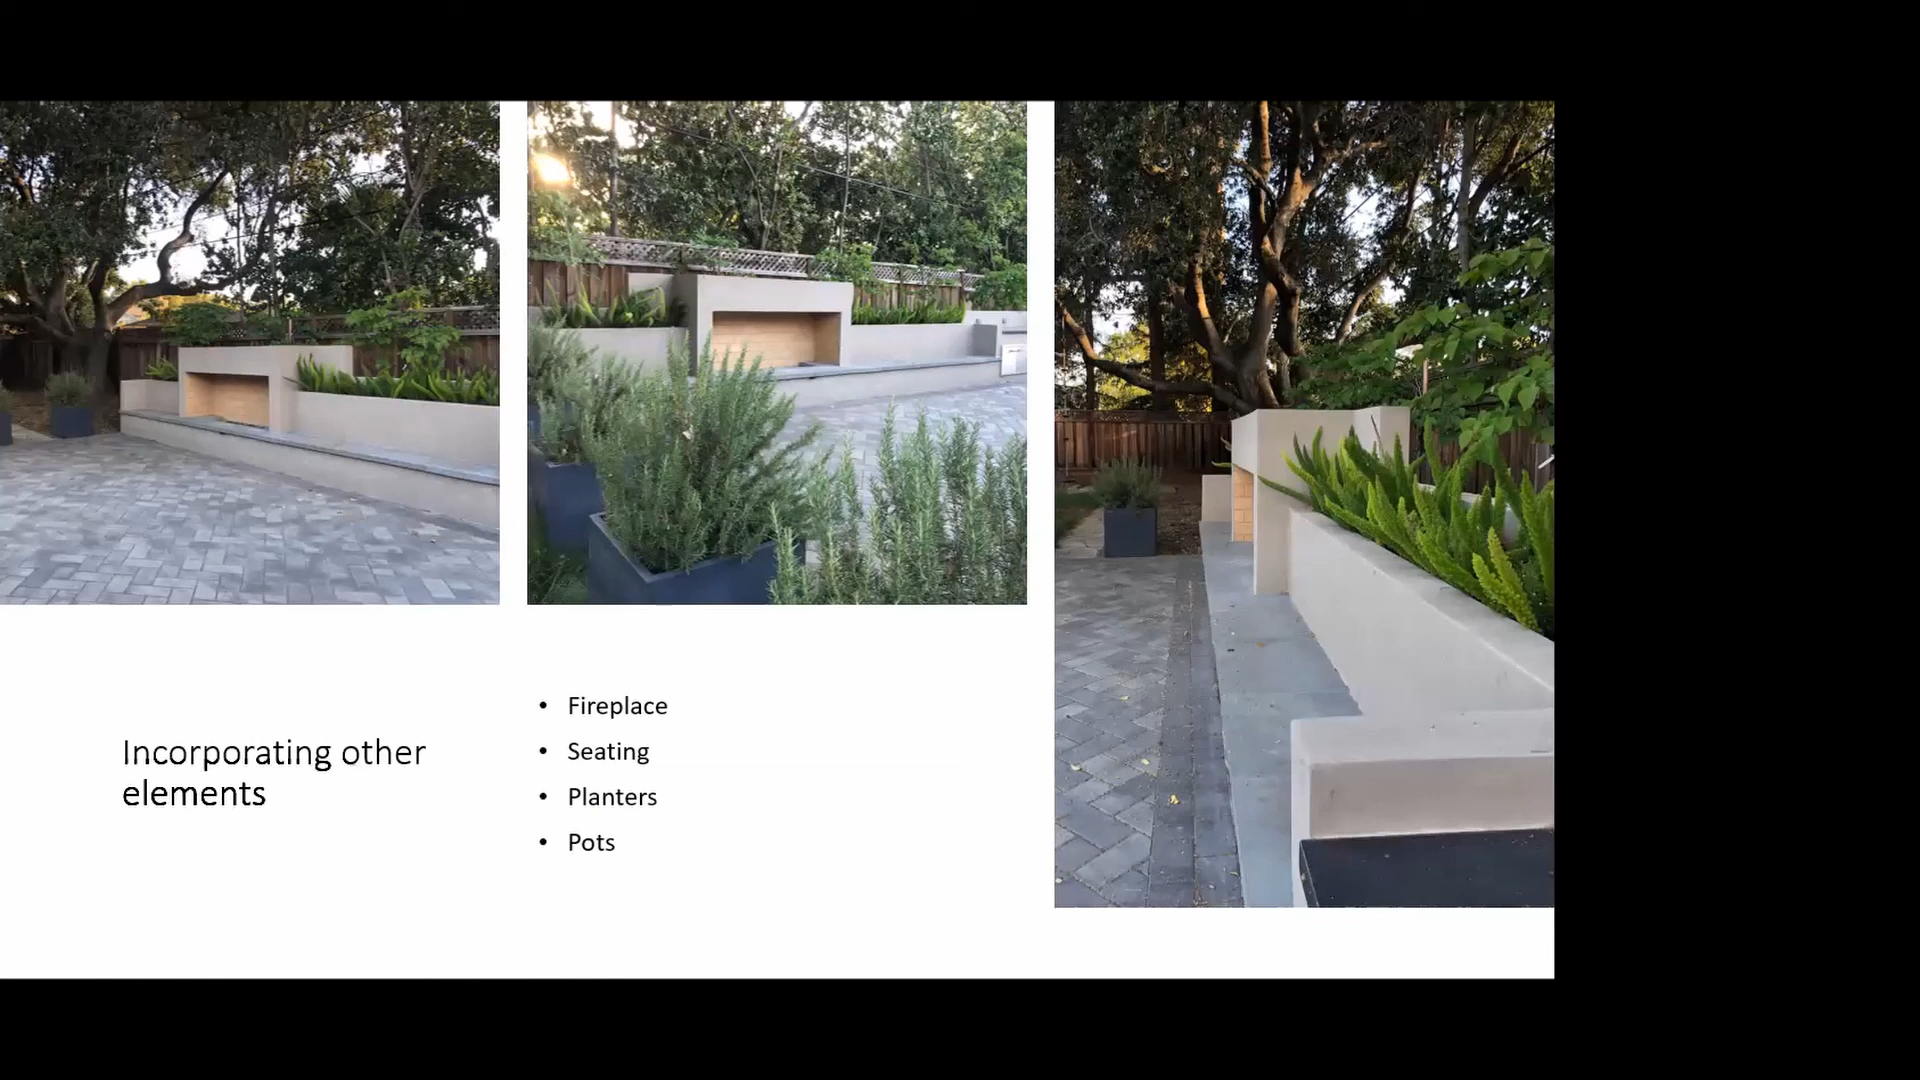 Incorporating other
elements
• Fireplace
• Seating
• Planters
• Pots